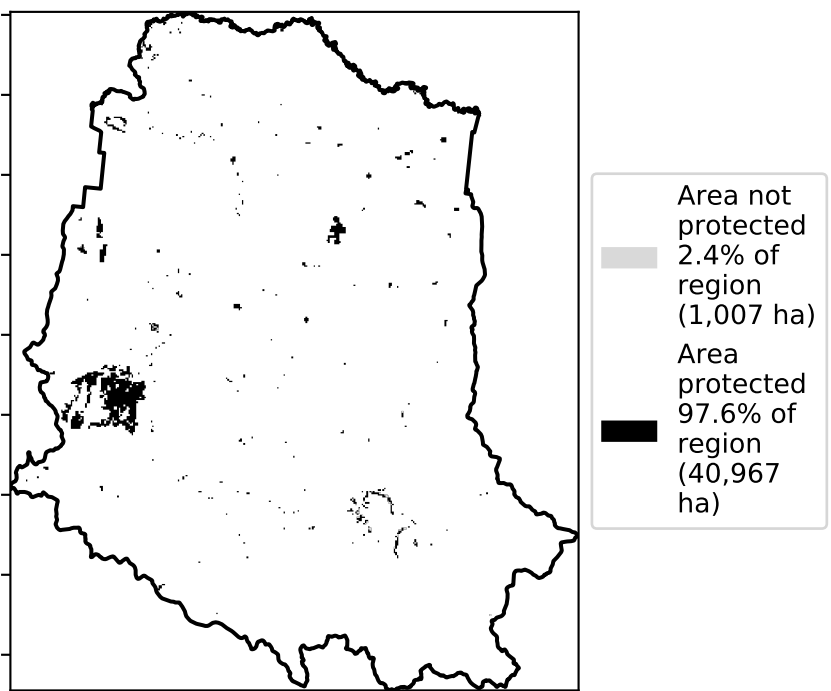 Area not
protected
2.4% of
region
(1,007 ha)
Area
protected
97.6% of
region
(40,967
ha)